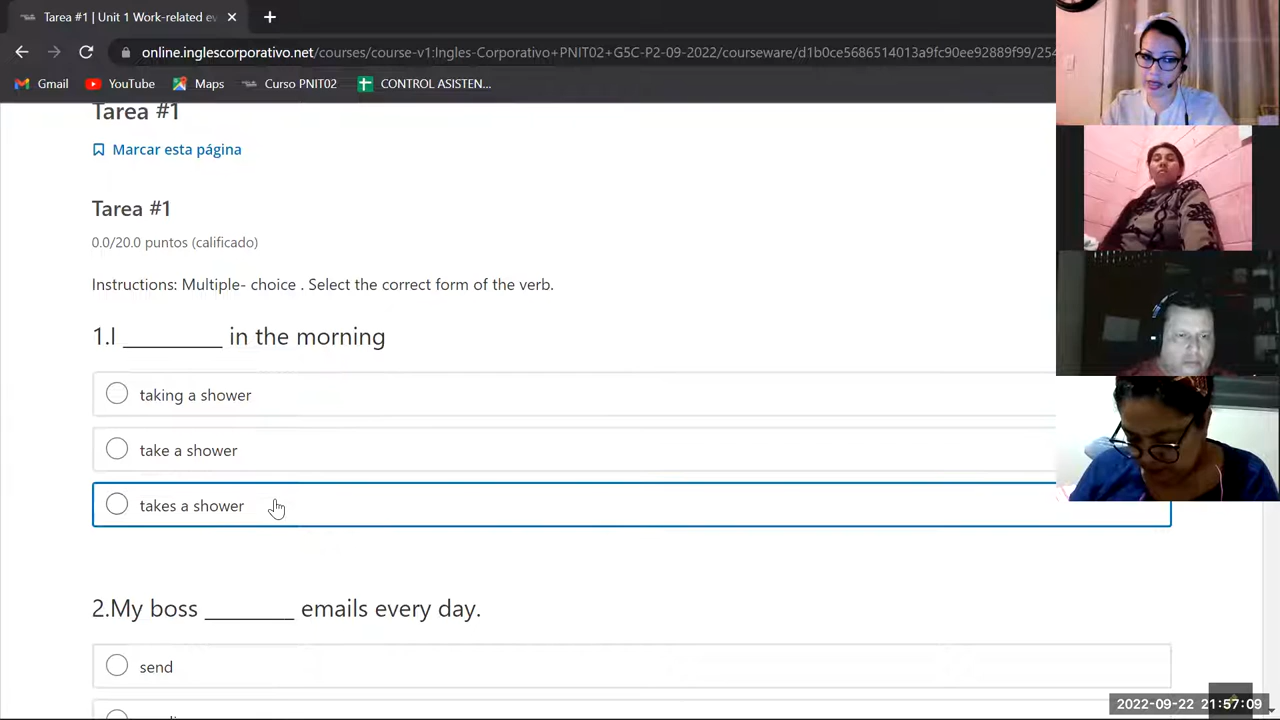 Tarea #1 | Unit 1 Work-related ev
online.inglescorporativo.net/courses/course-v1:Ingles-Corporativo+PNIT02+G5C-P2-09-2022/courseware/d1b0ce5686514013a9fc90ee92889f99/254
Gmail YouTube Maps Curso PNIT02 CONTROL ASISTEN...
Tarea #1
Marcar esta página
Tarea #1
0.0/20.0 puntos (calificado)
Instructions: Multiple- choice . Select the correct form of the verb.
1.I _________ in the morning
taking a shower
take a shower
takes a shower
2.My boss ________ emails every day.
send
2022-09-22 21:57:09